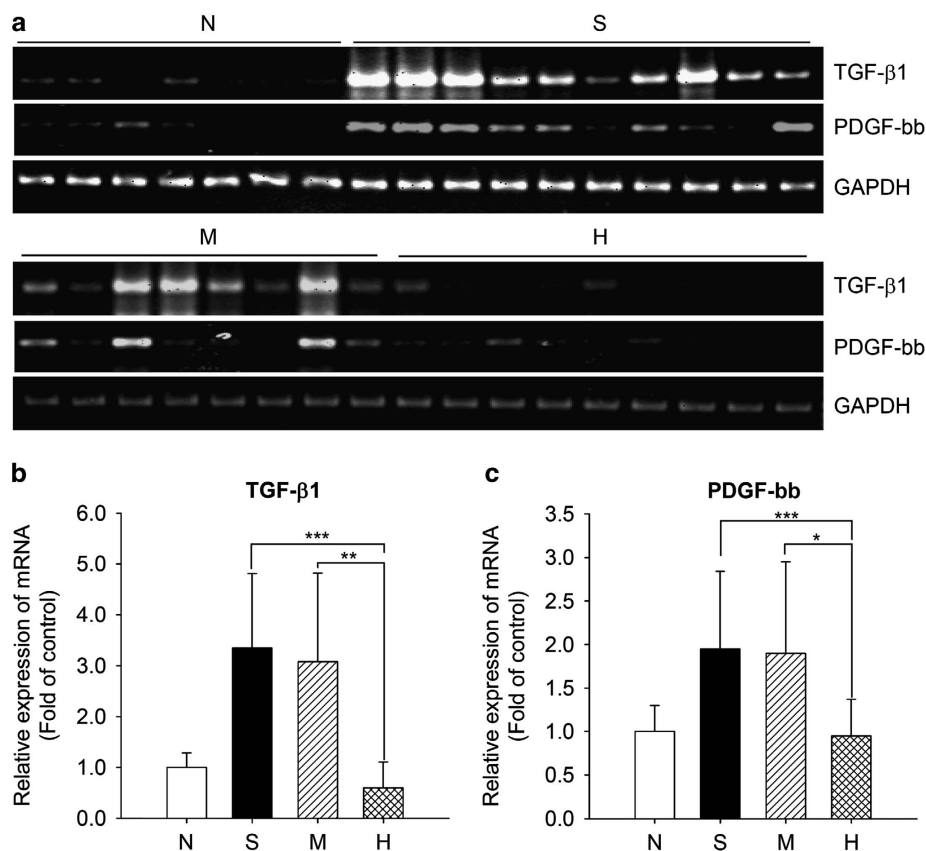 a
N S
TGF-β1
PDGF-bb
GAPDH
M H
TGF-β1
PDGF-bb
GAPDH
b
TGF-β1
Relative expression of mRNA
(Fold of control)
6.0
5.0
4.0
3.0
2.0
1.0
0.0
***
**
N S M H
c
PDGF-bb
Relative expression of mRNA
(Fold of control)
3.5
3.0
2.5
2.0
1.5
1.0
0.5
0.0
***
*
N S M H